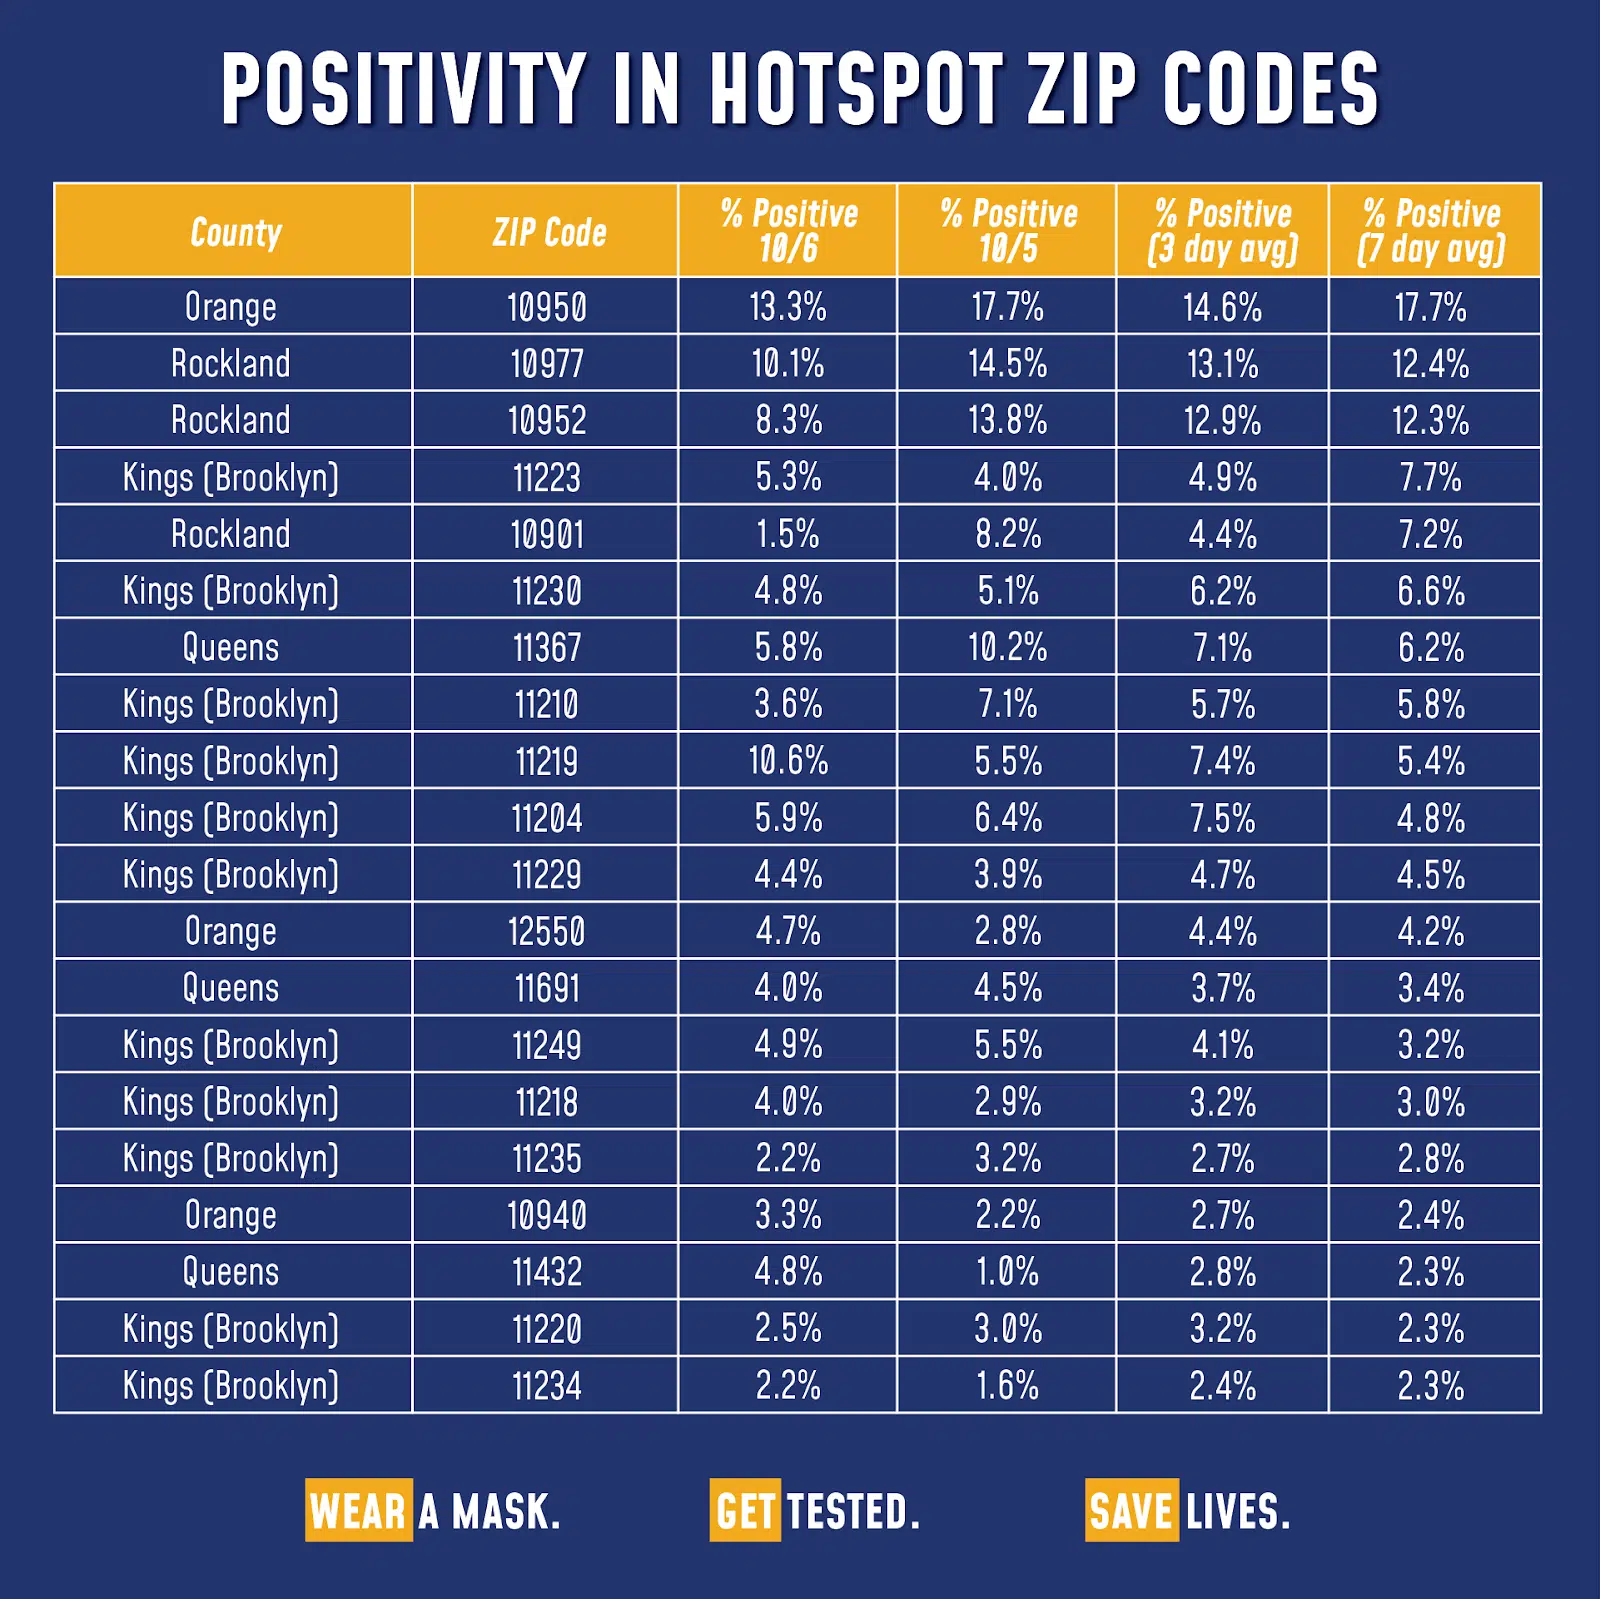 POSITIVITY IN HOTSPOT ZIP CODES
County ZIP Code % Positive 10/6 % Positive 10/5 % Positive (3 day avg) % Positive (7 day avg)
Orange 10950 13.3% 17.7% 14.6% 17.7%
Rockland 10977 10.1% 14.5% 13.1% 12.4%
Rockland 10952 8.3% 13.8% 12.9% 12.3%
Kings (Brooklyn) 11223 5.3% 4.0% 4.9% 7.7%
Rockland 10901 1.5% 8.2% 4.4% 7.2%
Kings (Brooklyn) 11230 4.8% 5.1% 6.2% 6.6%
Queens 11367 5.8% 10.2% 7.1% 6.2%
Kings (Brooklyn) 11210 3.6% 7.1% 5.7% 5.8%
Kings (Brooklyn) 11219 10.6% 5.5% 7.4% 5.4%
Kings (Brooklyn) 11204 5.9% 6.4% 7.5% 4.8%
Kings (Brooklyn) 11229 4.4% 3.9% 4.7% 4.5%
Orange 12550 4.7% 2.8% 4.4% 4.2%
Queens 11691 4.0% 4.5% 3.7% 3.4%
Kings (Brooklyn) 11249 4.9% 5.5% 4.1% 3.2%
Kings (Brooklyn) 11218 4.0% 2.9% 3.2% 3.0%
Kings (Brooklyn) 11235 2.2% 3.2% 2.7% 2.8%
Orange 10940 3.3% 2.2% 2.7% 2.4%
Queens 11432 4.8% 1.0% 2.8% 2.3%
Kings (Brooklyn) 11220 2.5% 3.0% 3.2% 2.3%
Kings (Brooklyn) 11234 2.2% 1.6% 2.4% 2.3%
WEAR A MASK. GET TESTED. SAVE LIVES.